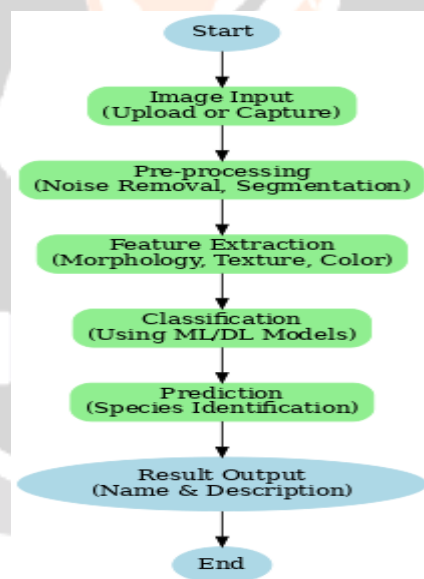 Start
Image Input
(Upload or Capture)
Pre-processing
(Noise Removal, Segmentation)
Feature Extraction
(Morphology, Texture, Color)
Classification
(Using ML/DL Models)
Prediction
(Species Identification)
Result Output
(Name & Description)
End